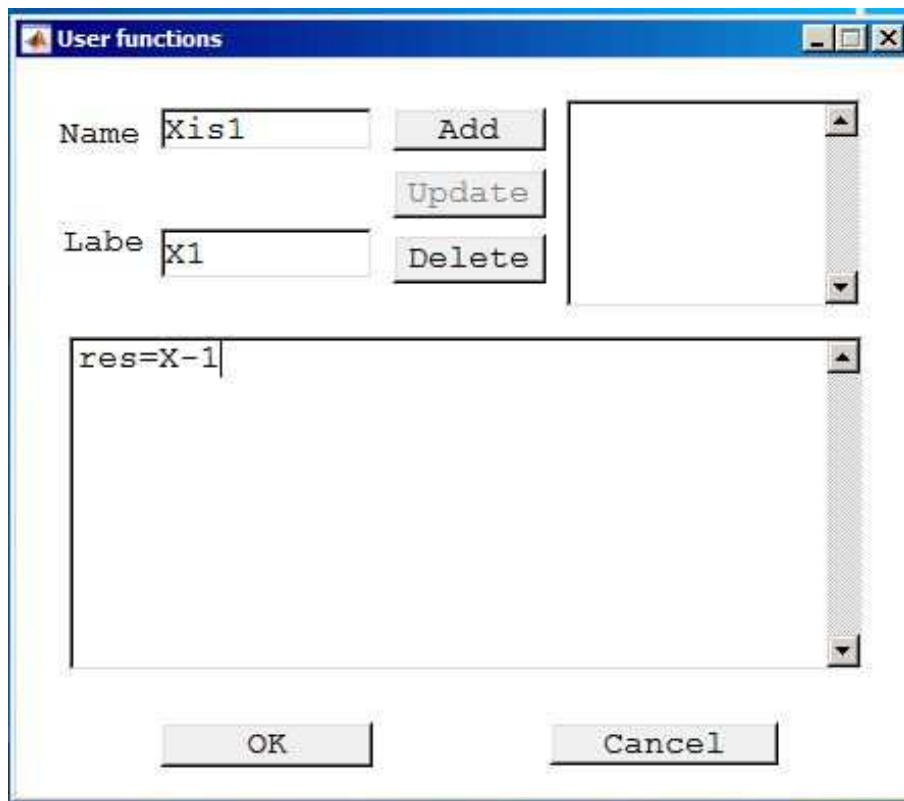 User functions
Name Xis1 Add
Update
Labe X1 Delete
res=X-1
OK Cancel